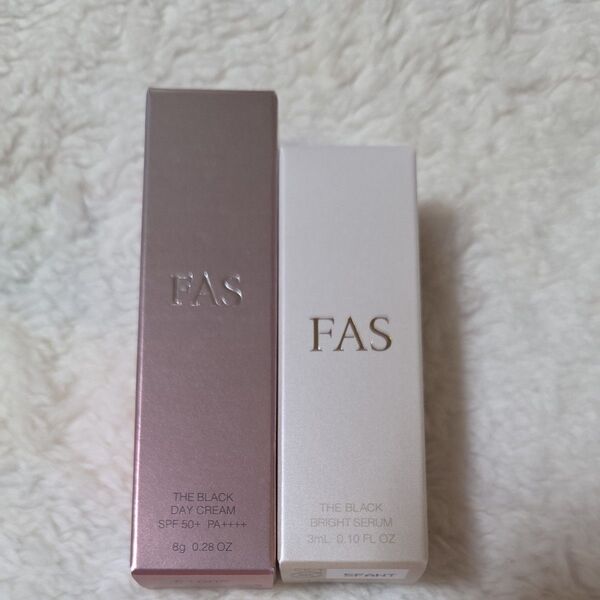 FAS
THE BLACK
DAY CREAM
SPF 50+ PA++++
8g 0.28 OZ
FAS
THE BLACK
BRIGHT SERUM
3mL 0.10 FL OZ
5FANT